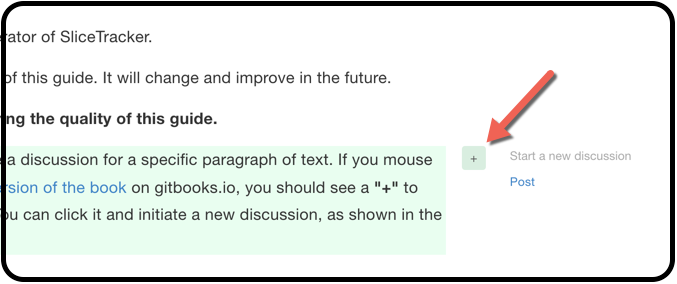 rator of SliceTracker.
of this guide. It will change and improve in the future.
ng the quality of this guide.
a discussion for a specific paragraph of text. If you mouse
+
Start a new discussion
rsion of the book on gitbooks.io, you should see a "+" to
Post
ou can click it and initiate a new discussion, as shown in the